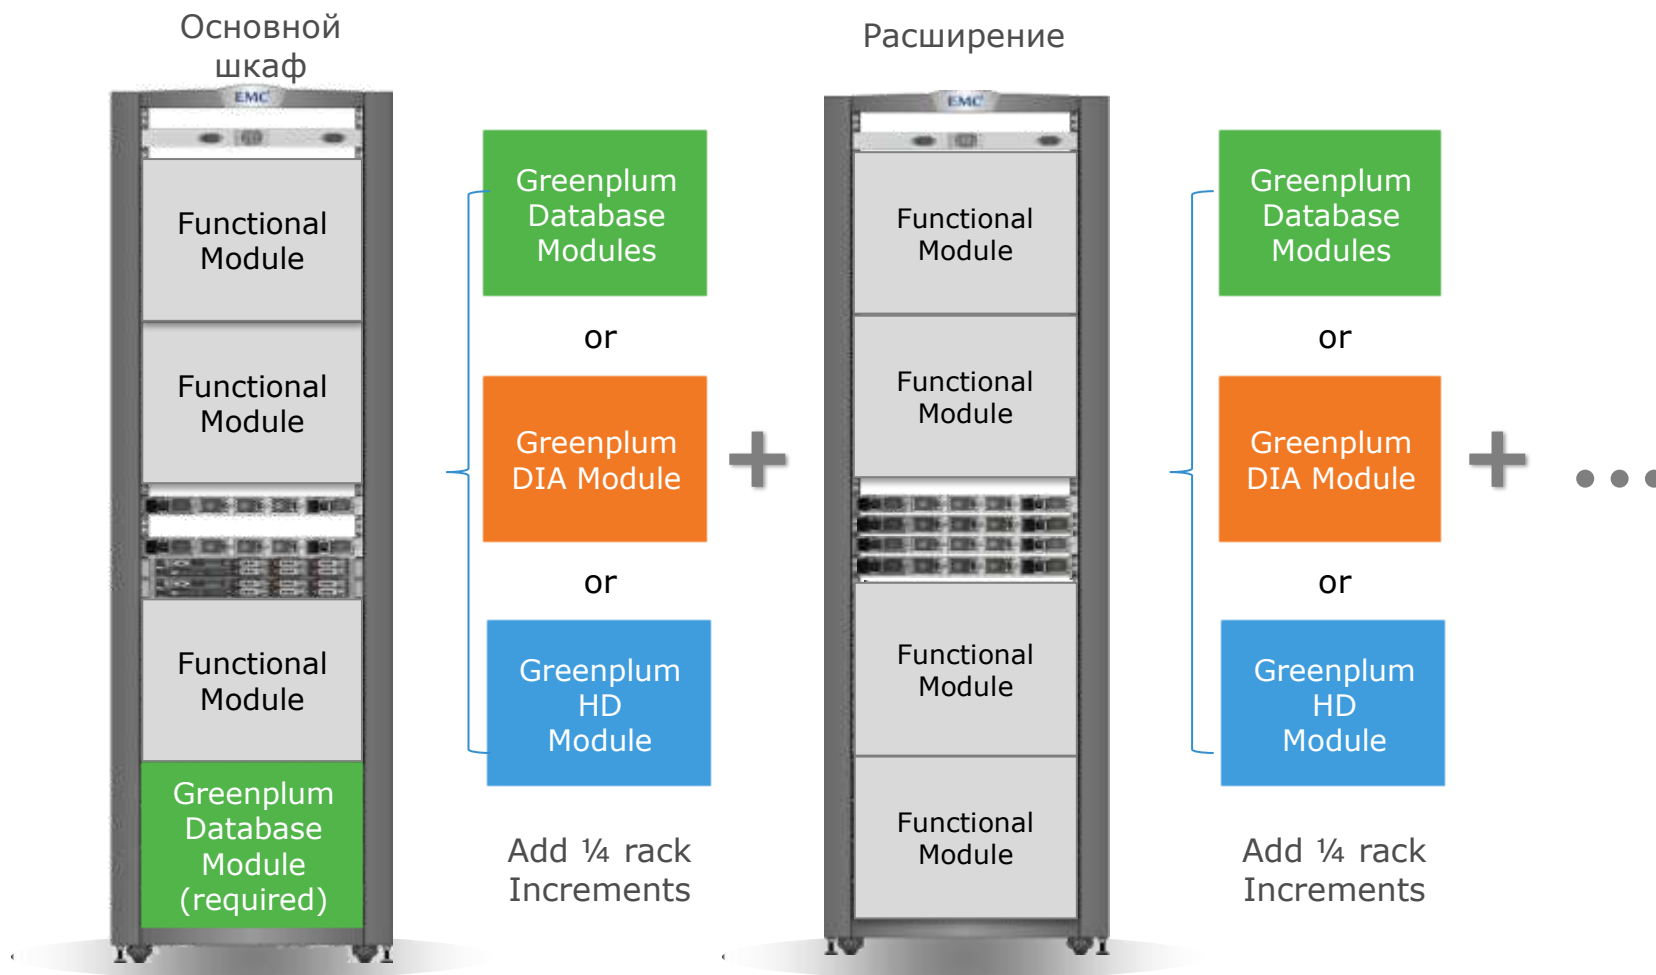 Основной
шкаф
EMC
Functional
Module
Functional
Module
Functional
Module
Greenplum
Database
Module
(required)
Greenplum
Database
Modules
or
Greenplum
DIA Module
or
Greenplum
HD
Module
Add ¼ rack
Increments
+
Расширение
EMC
Functional
Module
Functional
Module
Functional
Module
Functional
Module
Greenplum
Database
Modules
or
Greenplum
DIA Module
or
Greenplum
HD
Module
Add ¼ rack
Increments
+
...